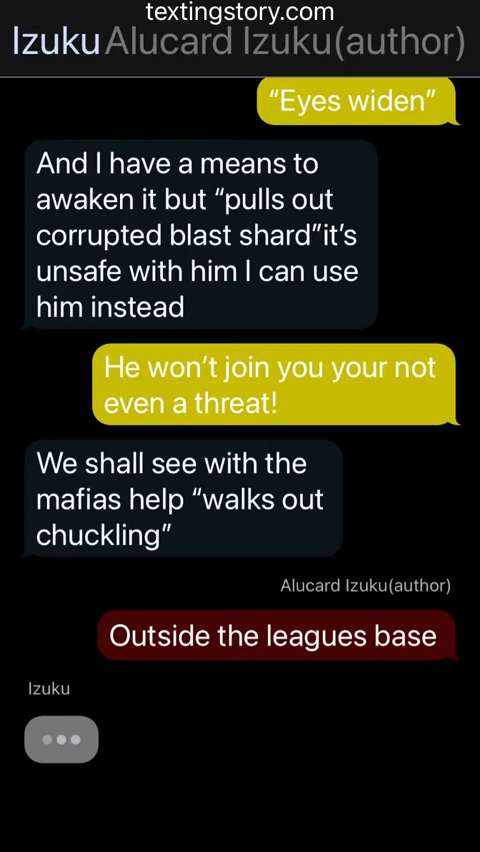 textingstory.com
Izuku Alucard Izuku(author)
“Eyes widen”
And I have a means to
awaken it but “pulls out
corrupted blast shard”it’s
unsafe with him I can use
him instead
He won’t join you your not
even a threat!
We shall see with the
mafias help “walks out
chuckling”
Alucard Izuku(author)
Outside the leagues base
Izuku